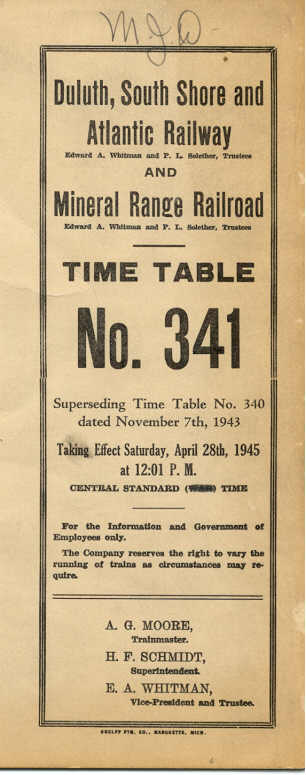 M.J.D.
Duluth, South Shore and
Atlantic Railway
Edward A. Whitman and P. L. Solether, Trustees
AND
Mineral Range Railroad
Edward A. Whitman and P. L. Solether, Trustees
TIME TABLE
No. 341
Superseding Time Table No. 340
dated November 7th, 1943
Taking Effect Saturday, April 28th, 1945
at 12:01 P. M.
CENTRAL STANDARD (WAR) TIME
For the Information and Government of
Employees only.
The Company reserves the right to vary the
running of trains as circumstances may re-
quire.
A. G. MOORE,
Trainmaster.
H. F. SCHMIDT,
Superintendent.
E. A. WHITMAN,
Vice-President and Trustee.
GUELFF PTG. CO., MARQUETTE, MICH.